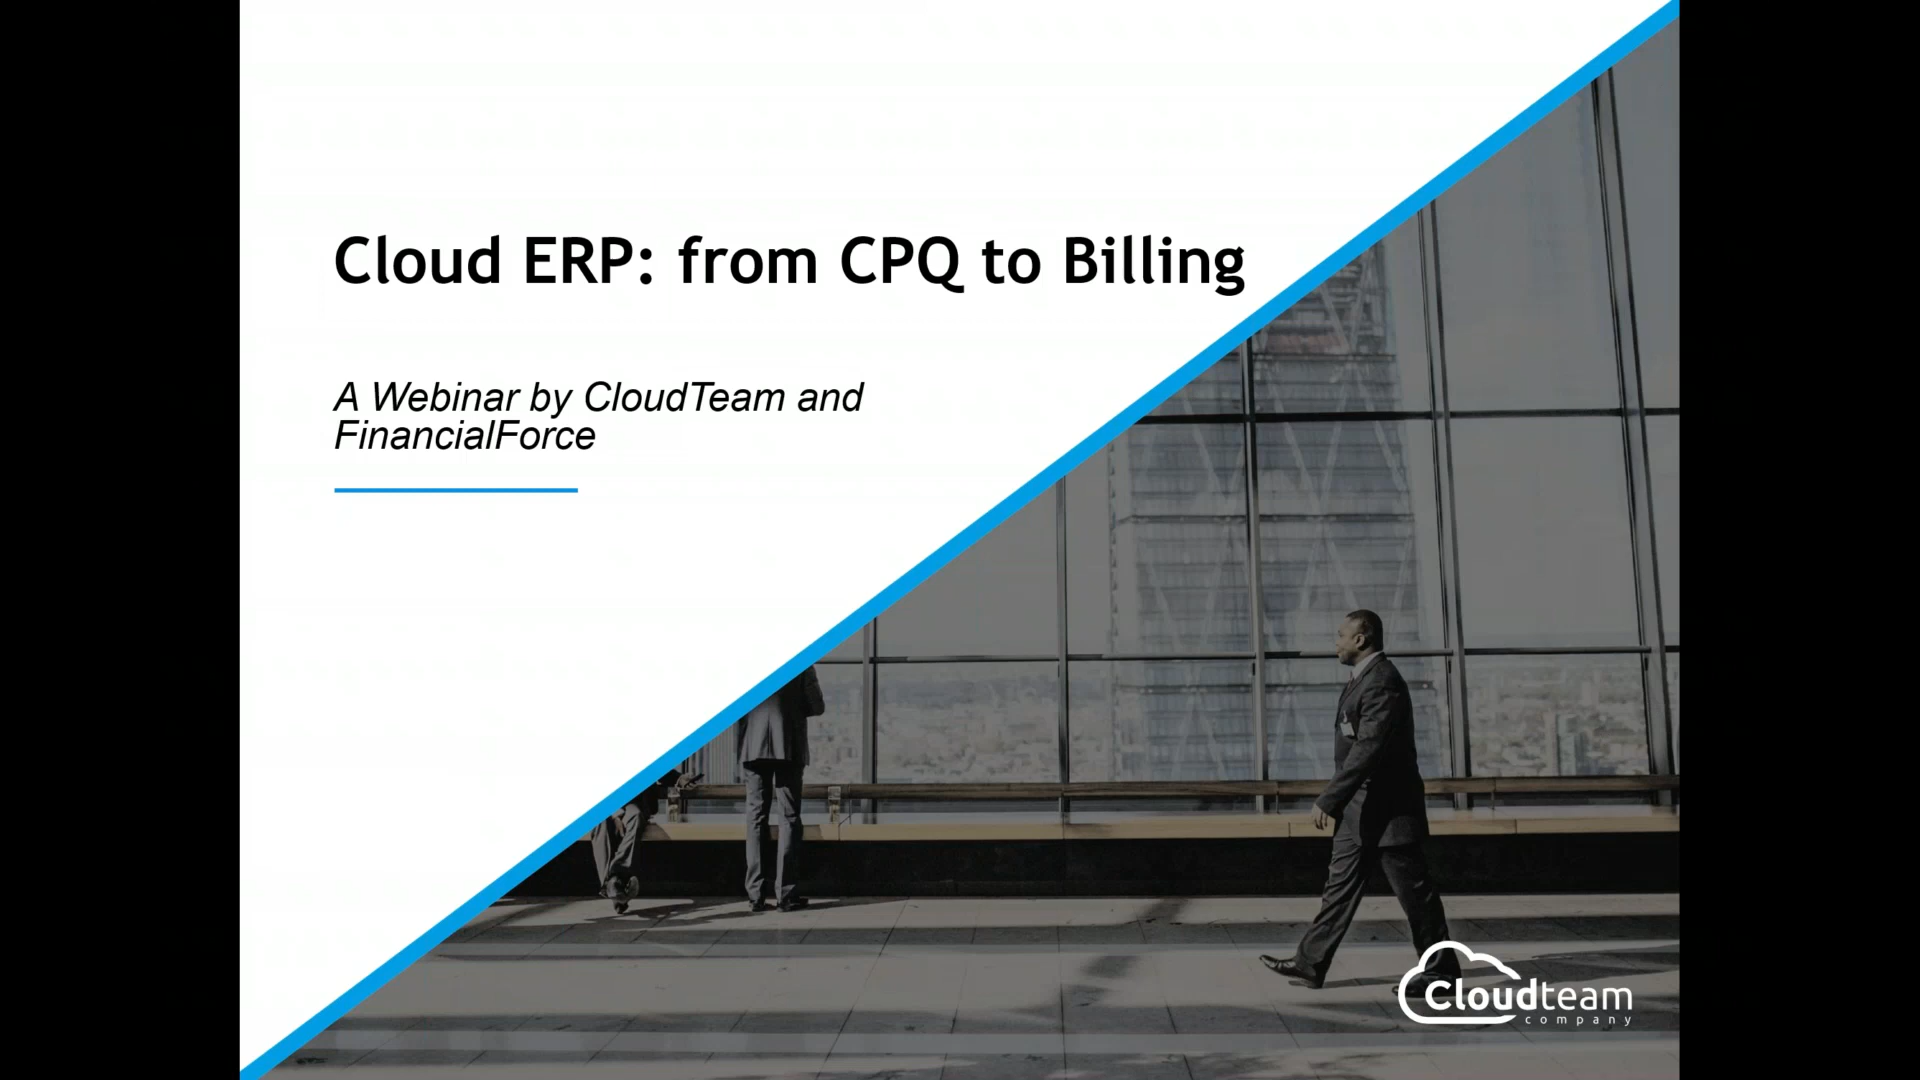 Cloud ERP: from CPQ to Billing
A Webinar by CloudTeam and
FinancialForce
Cloudteam
company